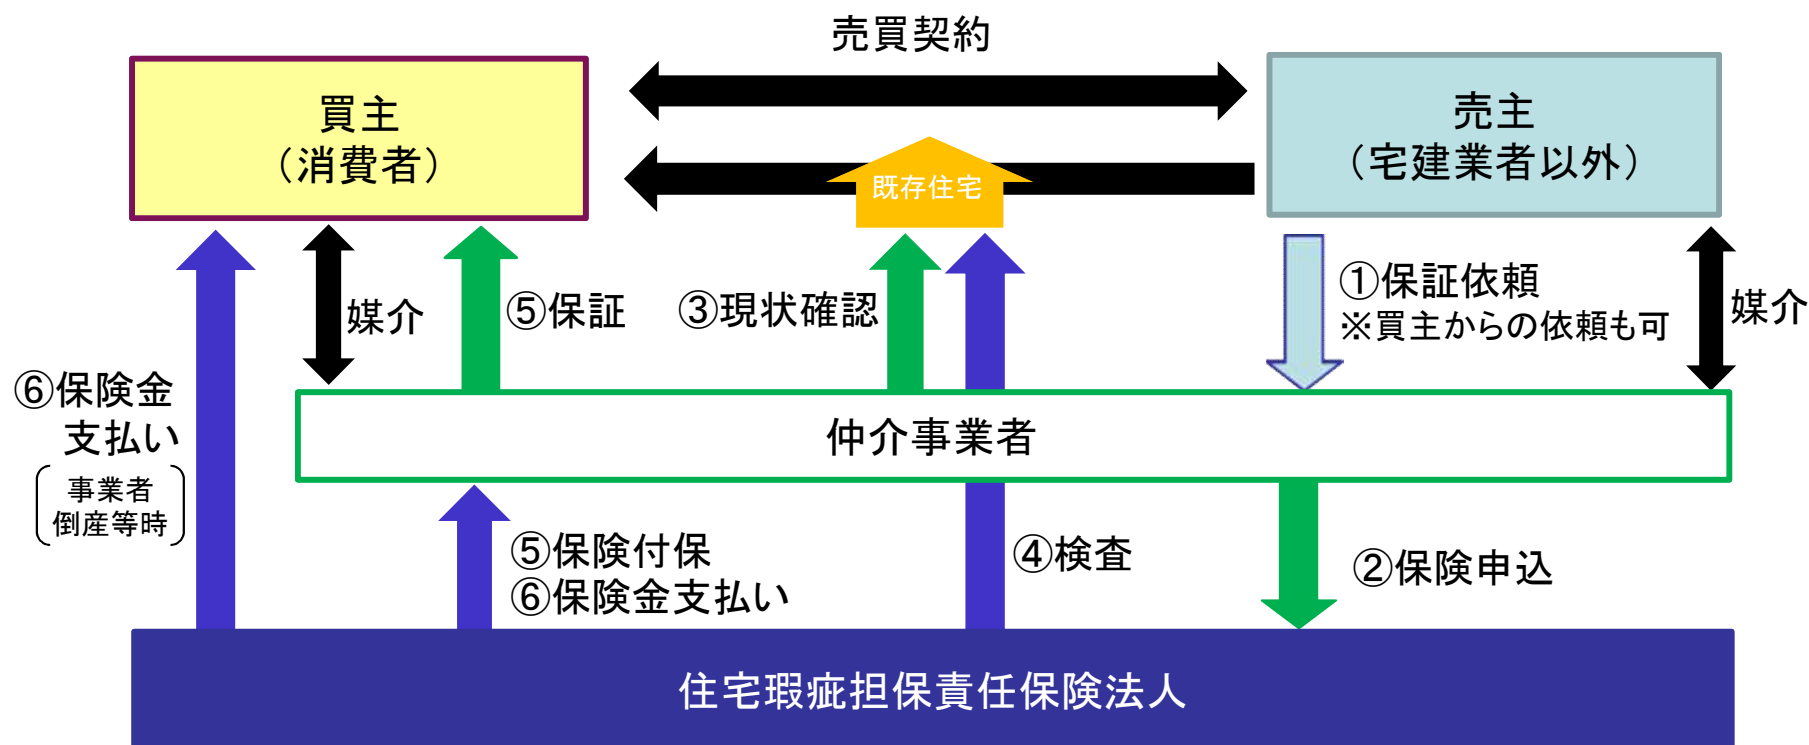 売買契約
買主
（消費者）
売主
（宅建業者以外）
既存住宅
媒介
⑤保証
③現状確認
①保証依頼
※買主からの依頼も可
媒介
⑥保険金
支払い
事業者
倒産等時
仲介事業者
⑤保険付保
⑥保険金支払い
④検査
②保険申込
住宅瑕疵担保責任保険法人